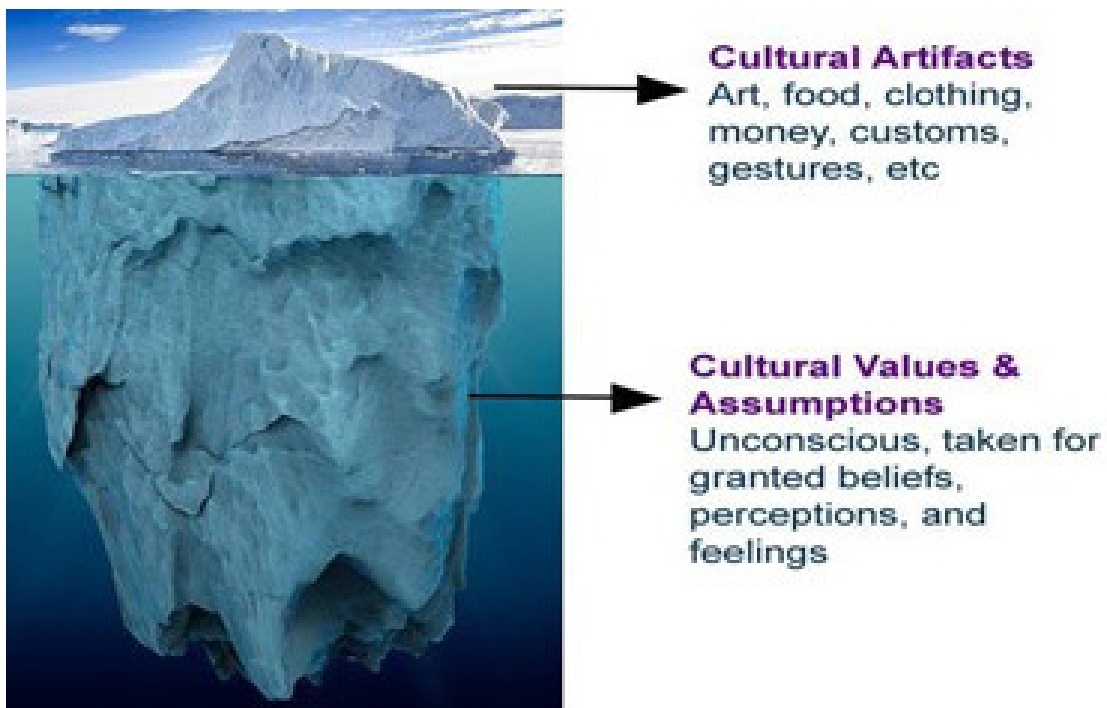 Cultural Artifacts
Art, food, clothing,
money, customs,
gestures, etc
Cultural Values &
Assumptions
Unconscious, taken for
granted beliefs,
perceptions, and
feelings